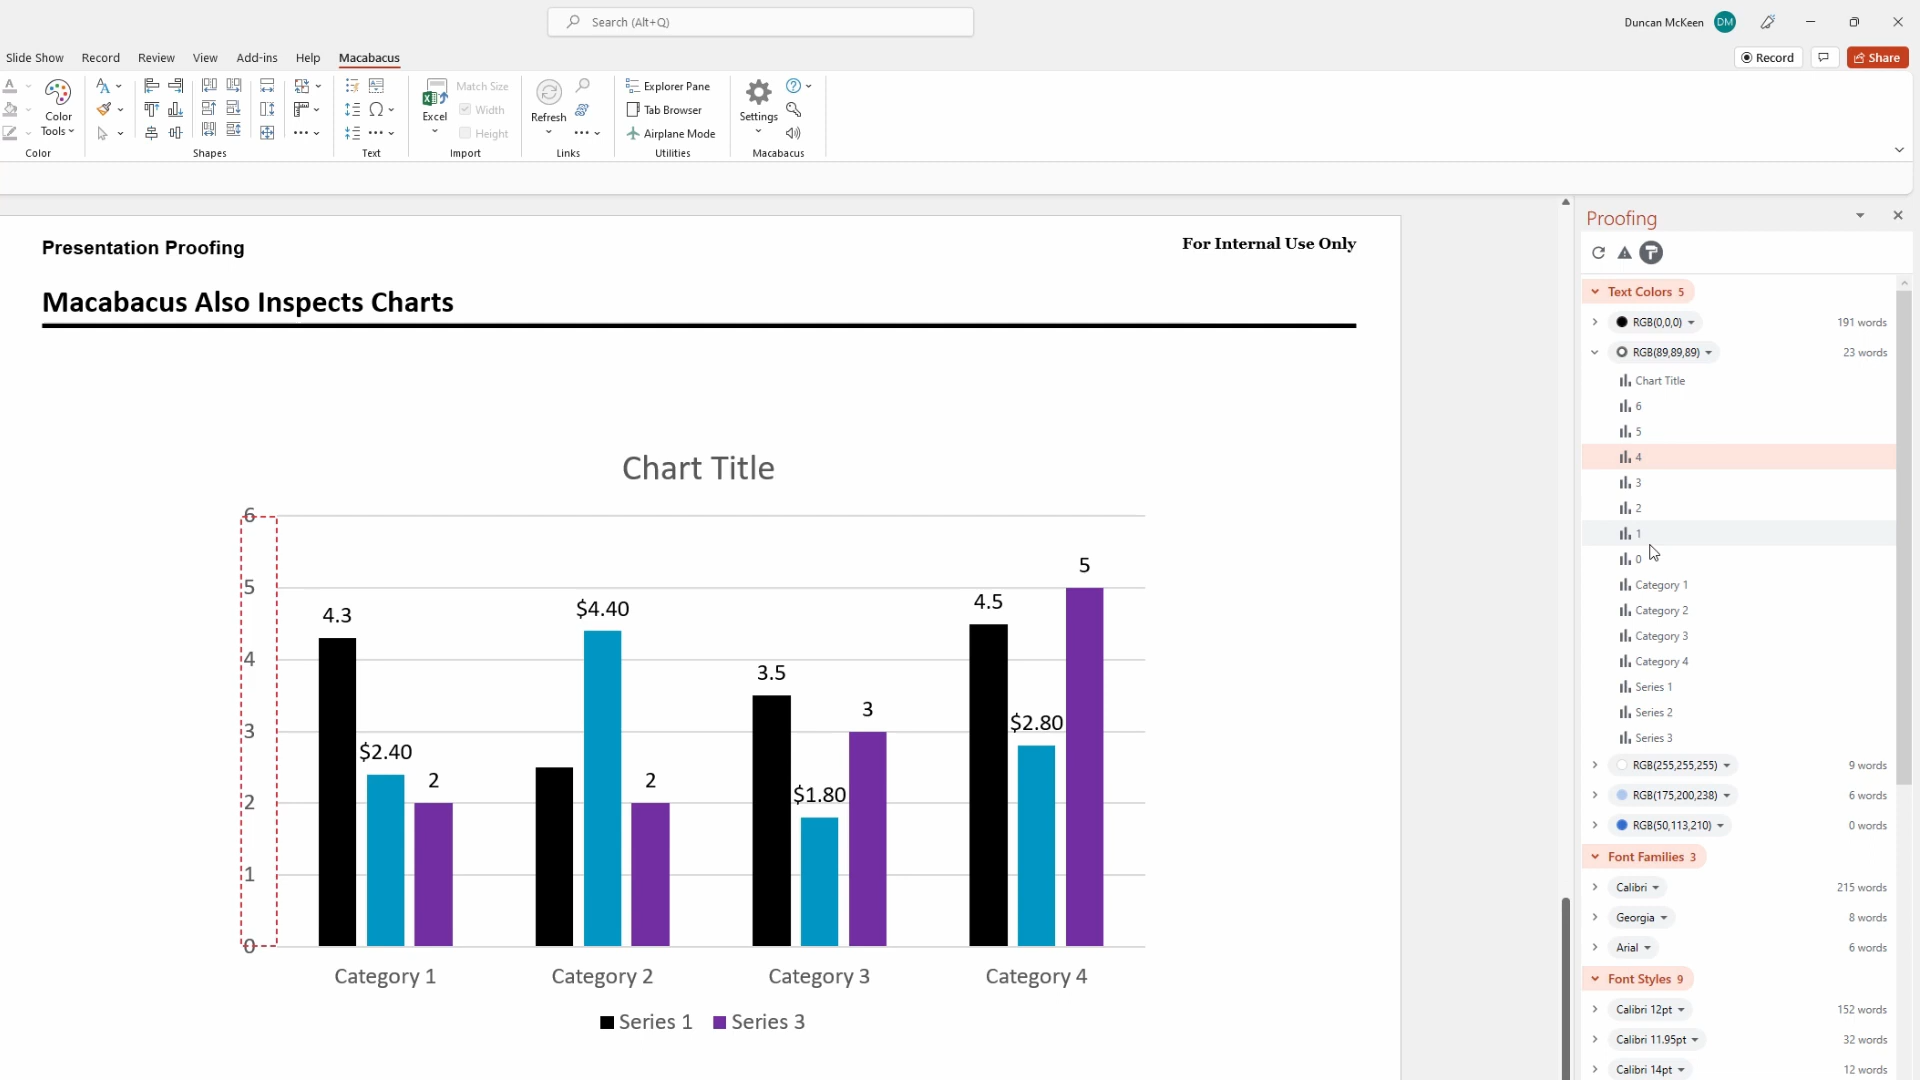 Search (Alt+Q)
Duncan McKeen
DM
Slide Show
Record
Review
View
Add-ins
Help
Macabacus
Record
Share
Color
Tools
Color
Shapes
Text
Excel
Match Size
Width
Height
Import
Refresh
Links
Explorer Pane
Tab Browser
Airplane Mode
Utilities
Settings
Macabacus
Presentation Proofing
For Internal Use Only
Macabacus Also Inspects Charts
Chart Title
6
5
4
3
2
1
0
4.3
$2.40
2
$4.40
2
3.5
$1.80
3
4.5
$2.80
5
Category 1
Category 2
Category 3
Category 4
Series 1
Series 3
Proofing
Text Colors 5
RGB(0,0,0)
191 words
RGB(89,89,89)
23 words
Chart Title
6
5
4
3
2
1
0
Category 1
Category 2
Category 3
Category 4
Series 1
Series 2
Series 3
RGB(255,255,255)
9 words
RGB(175,200,238)
6 words
RGB(50,113,210)
0 words
Font Families 3
Calibri
215 words
Georgia
8 words
Arial
6 words
Font Styles 9
Calibri 12pt
152 words
Calibri 11.95pt
32 words
Calibri 14pt
12 words